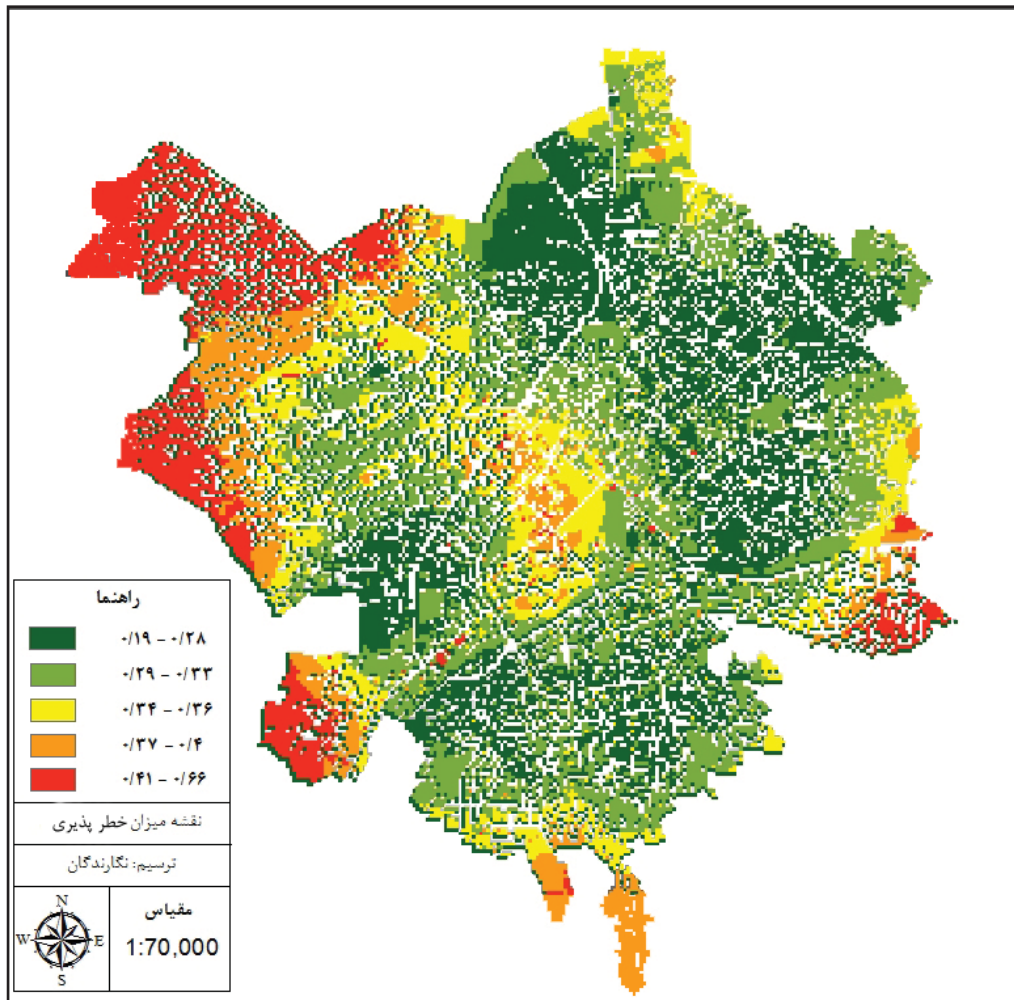 راهنما
۰/۱۹ - ۰/۲۸
۰/۲۹ - ۰/۳۳
۰/۳۴ - ۰/۳۶
۰/۳۷ - ۰/۴
۰/۴۱ - ۰/۶۶
نقشه میزان خطر پذیری
ترسیم: نگارندگان
مقیاس
1:70,000
N
W E
S